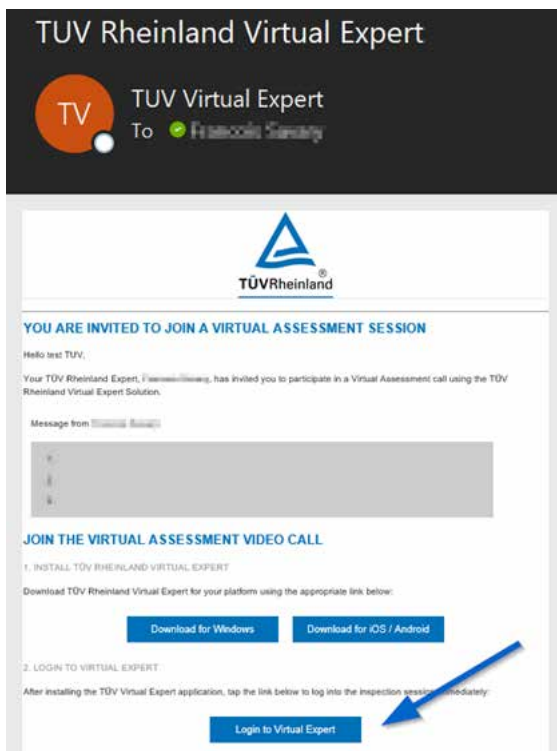 TUV Rheinland Virtual Expert
TV
TUV Virtual Expert
To
TÜVRheinland
®
YOU ARE INVITED TO JOIN A VIRTUAL ASSESSMENT SESSION
Hello test TUV,
Your TÜV Rheinland Expert, , has invited you to participate in a Virtual Assessment call using the TÜV
Rheinland Virtual Expert Solution.
Message from
JOIN THE VIRTUAL ASSESSMENT VIDEO CALL
1. INSTALL TÜV RHEINLAND VIRTUAL EXPERT
Download TÜV Rheinland Virtual Expert for your platform using the appropriate link below:
Download for Windows
Download for iOS / Android
2. LOGIN TO VIRTUAL EXPERT
After installing the TÜV Virtual Expert application, tap the link below to log into the inspection session
Login to Virtual Expert